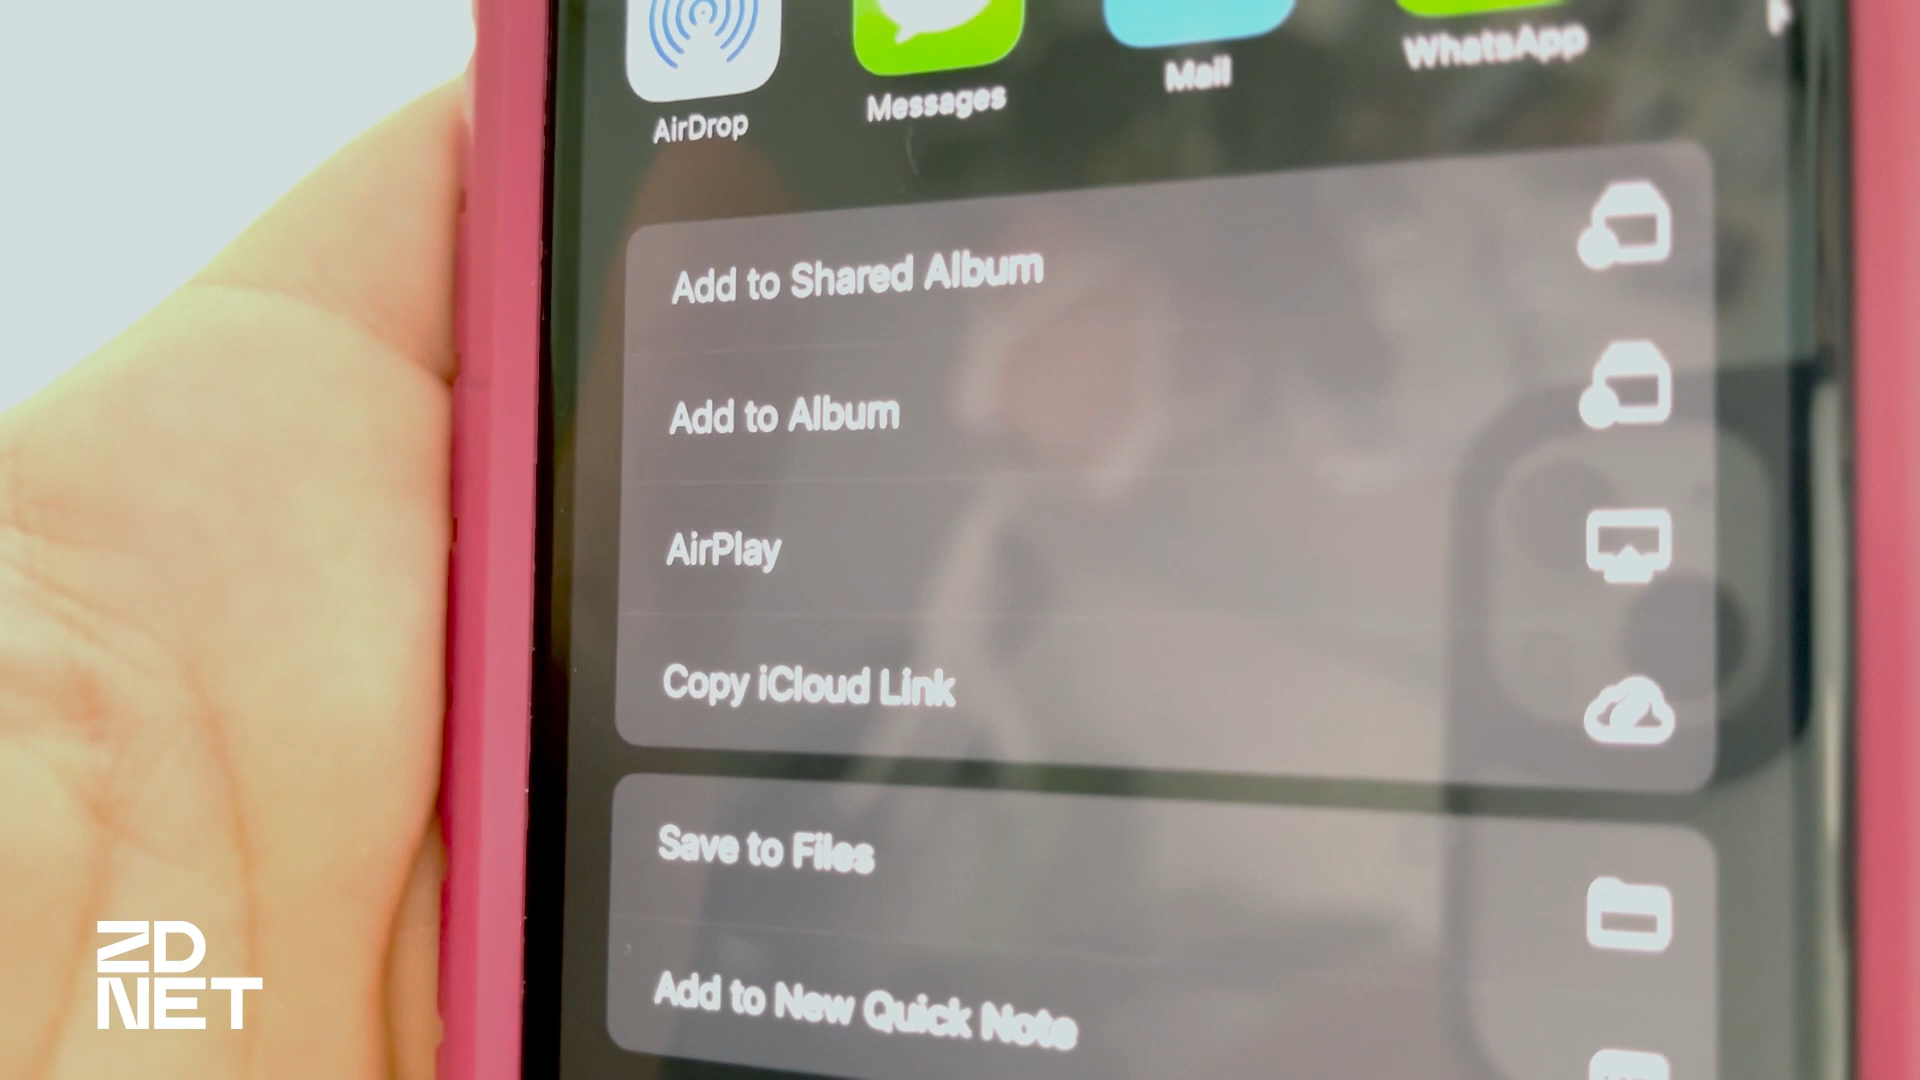 AirDrop
Messages
Mail
WhatsApp
Add to Shared Album
Add to Album
AirPlay
Copy iCloud Link
Save to Files
Add to New Quick Note
ZD
NET